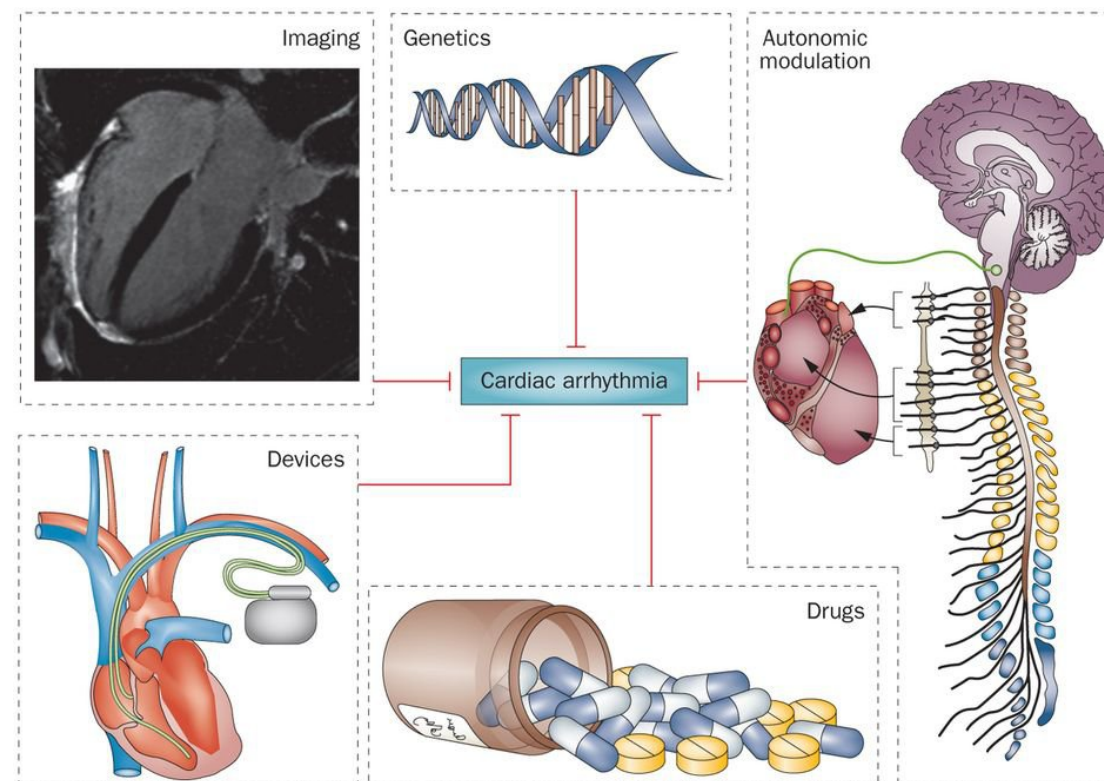 Imaging
Genetics
Autonomic
modulation
Cardiac arrhythmia
Devices
Drugs